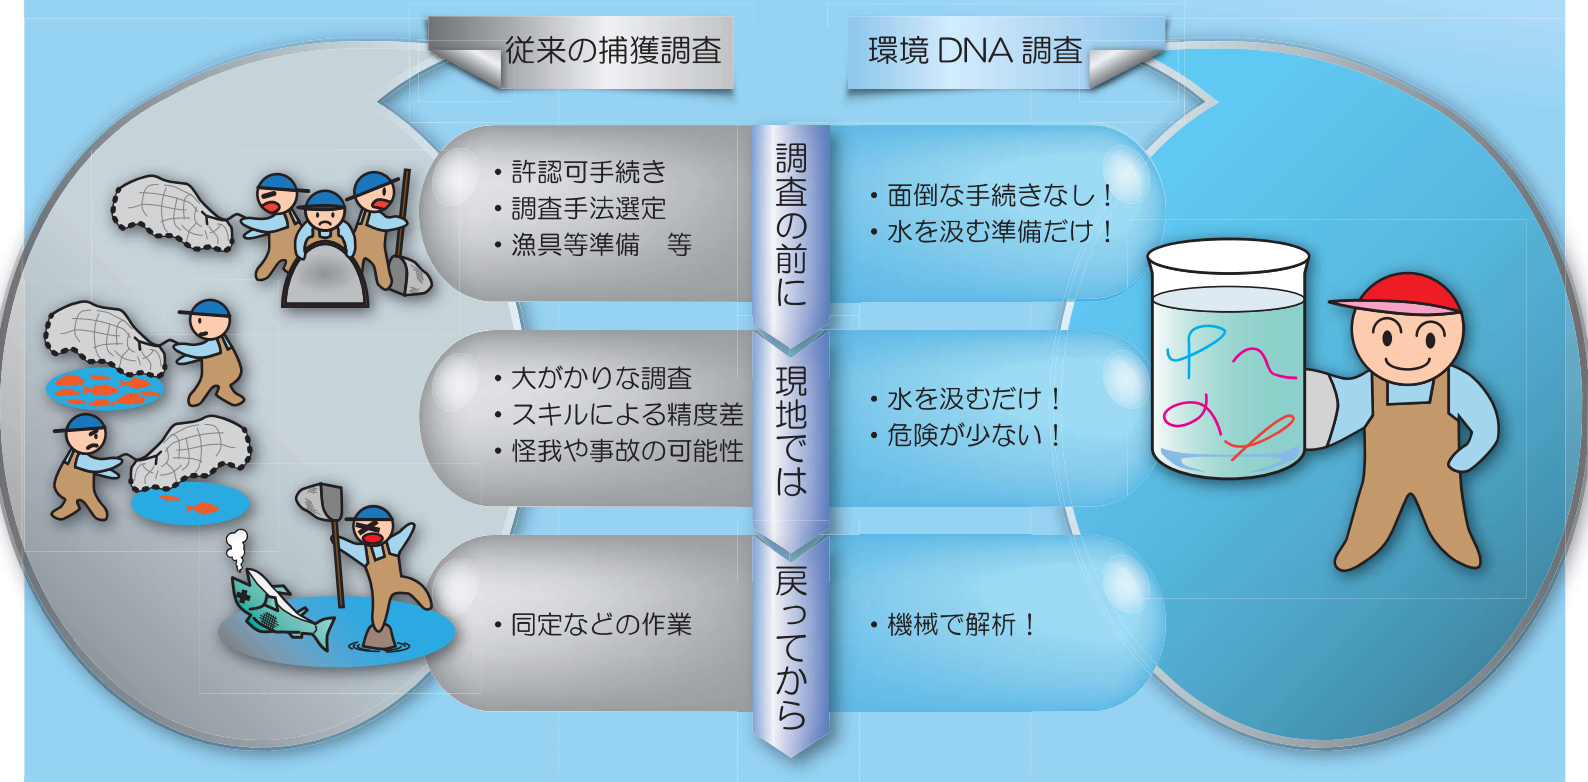 従来の捕獲調査
環境 DNA 調査
調査の前に
・許認可手続き
・調査手法選定
・漁具等準備　等
・面倒な手続きなし！
・水を汲む準備だけ！
現地では
・大がかりな調査
・スキルによる精度差
・怪我や事故の可能性
・水を汲むだけ！
・危険が少ない！
戻ってから
・同定などの作業
・機械で解析！